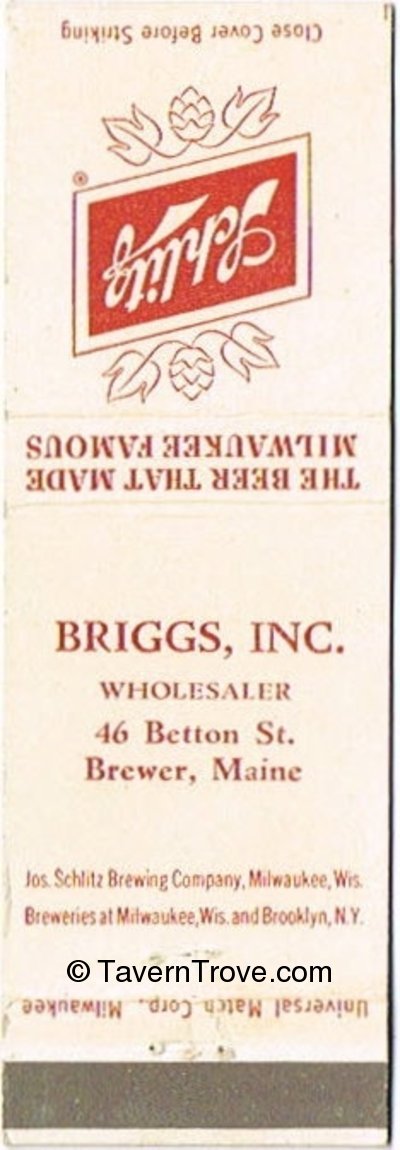 Close Cover Before Striking
Schlitz
®
THE BEER THAT MADE
MILWAUKEE FAMOUS
BRIGGS, INC.
WHOLESALER
46 Betton St.
Brewer, Maine
Jos. Schlitz Brewing Company, Milwaukee, Wis.
Breweries at Milwaukee, Wis. and Brooklyn, N.Y.
© TavernTrove.com
Universal Match Corp., Milwaukee